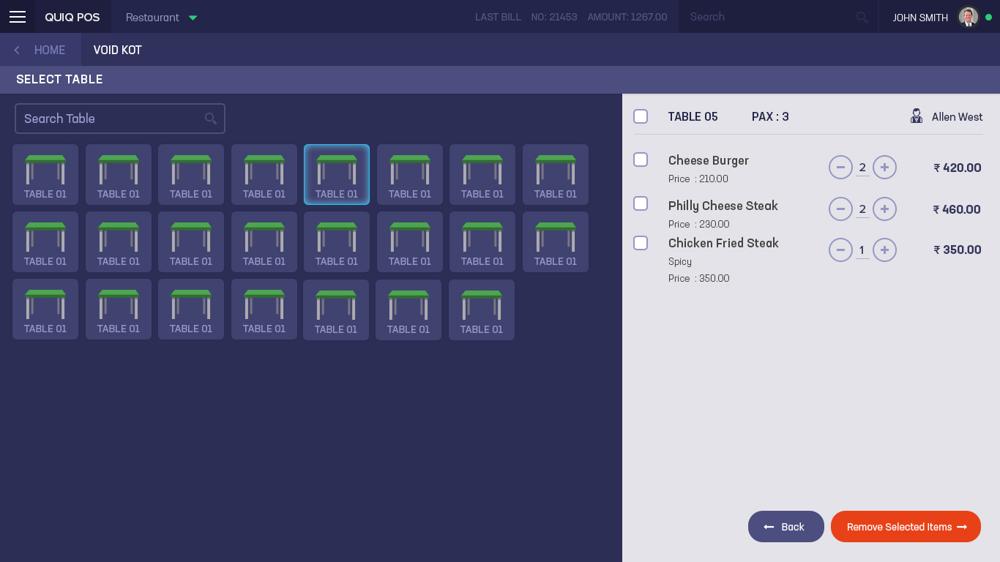 QUIQ POS Restaurant LAST BILL NO: 21453 AMOUNT: 1267.00 Search JOHN SMITH
HOME VOID KOT
SELECT TABLE
Search Table
TABLE 01 TABLE 01 TABLE 01 TABLE 01 TABLE 01 TABLE 01 TABLE 01 TABLE 01
TABLE 01 TABLE 01 TABLE 01 TABLE 01 TABLE 01 TABLE 01 TABLE 01 TABLE 01
TABLE 01 TABLE 01 TABLE 01 TABLE 01 TABLE 01 TABLE 01 TABLE 01
TABLE 05 PAX : 3 Allen West
Cheese Burger 2 ₹ 420.00
Price : 210.00
Philly Cheese Steak 2 ₹ 460.00
Price : 230.00
Chicken Fried Steak 1 ₹ 350.00
Spicy
Price : 350.00
Back Remove Selected Items